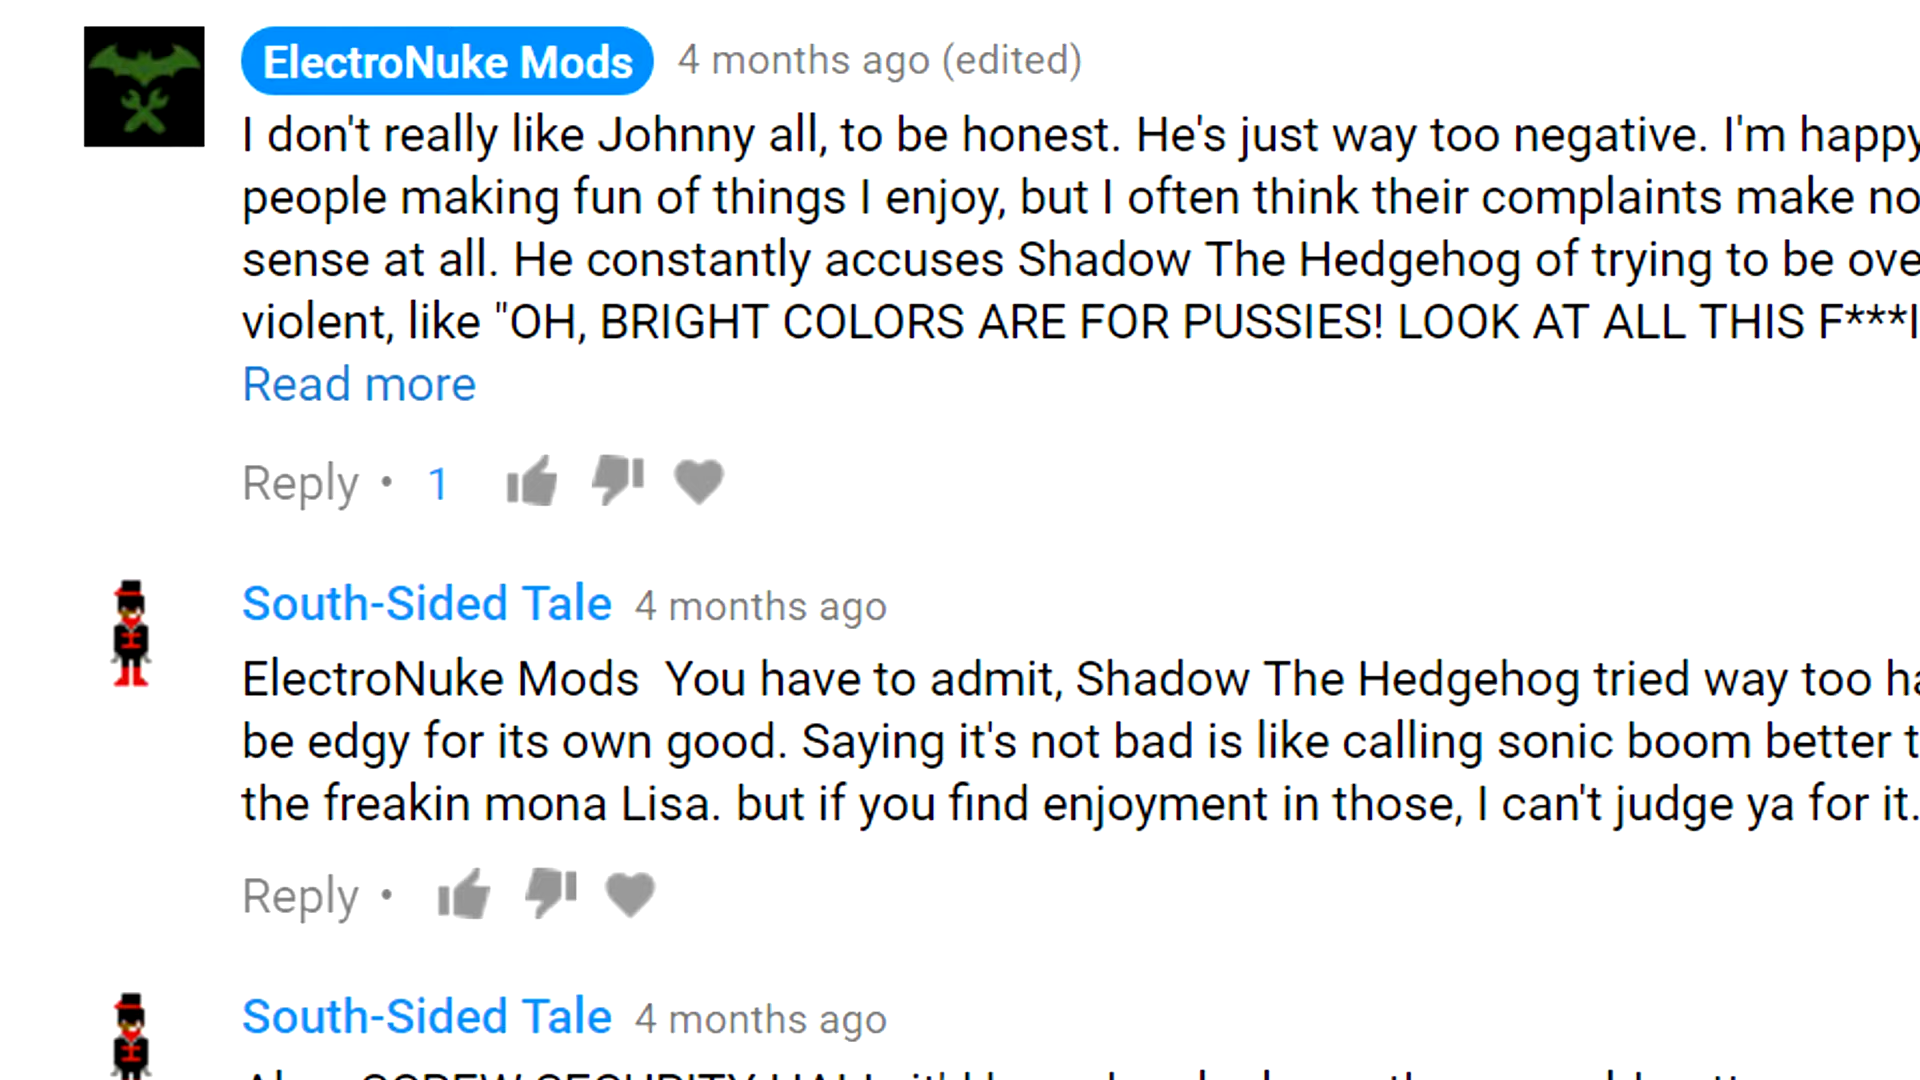 ElectroNuke Mods 4 months ago (edited)
I don't really like Johnny all, to be honest. He's just way too negative. I'm happy
people making fun of things I enjoy, but I often think their complaints make no
sense at all. He constantly accuses Shadow The Hedgehog of trying to be ove
violent, like "OH, BRIGHT COLORS ARE FOR PUSSIES! LOOK AT ALL THIS F***I
Read more
Reply • 1
South-Sided Tale 4 months ago
ElectroNuke Mods  You have to admit, Shadow The Hedgehog tried way too ha
be edgy for its own good. Saying it's not bad is like calling sonic boom better t
the freakin mona Lisa. but if you find enjoyment in those, I can't judge ya for it.
Reply •
South-Sided Tale 4 months ago
SCREW SECURITY HALL